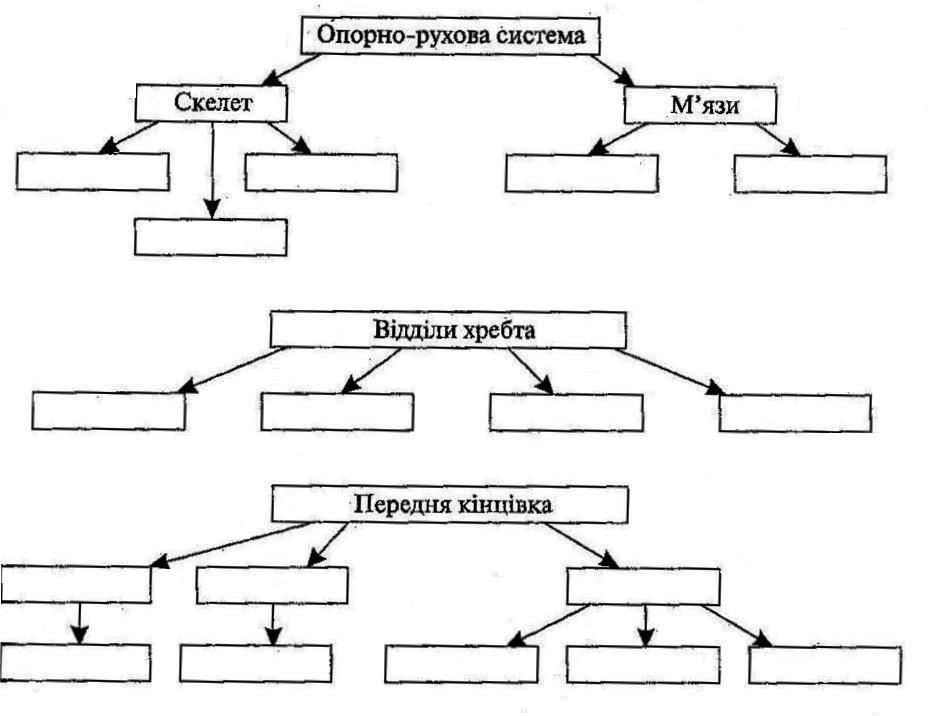 Опорно-рухова система
Скелет
М’язи
Відділи хребта
Передня кінцівка